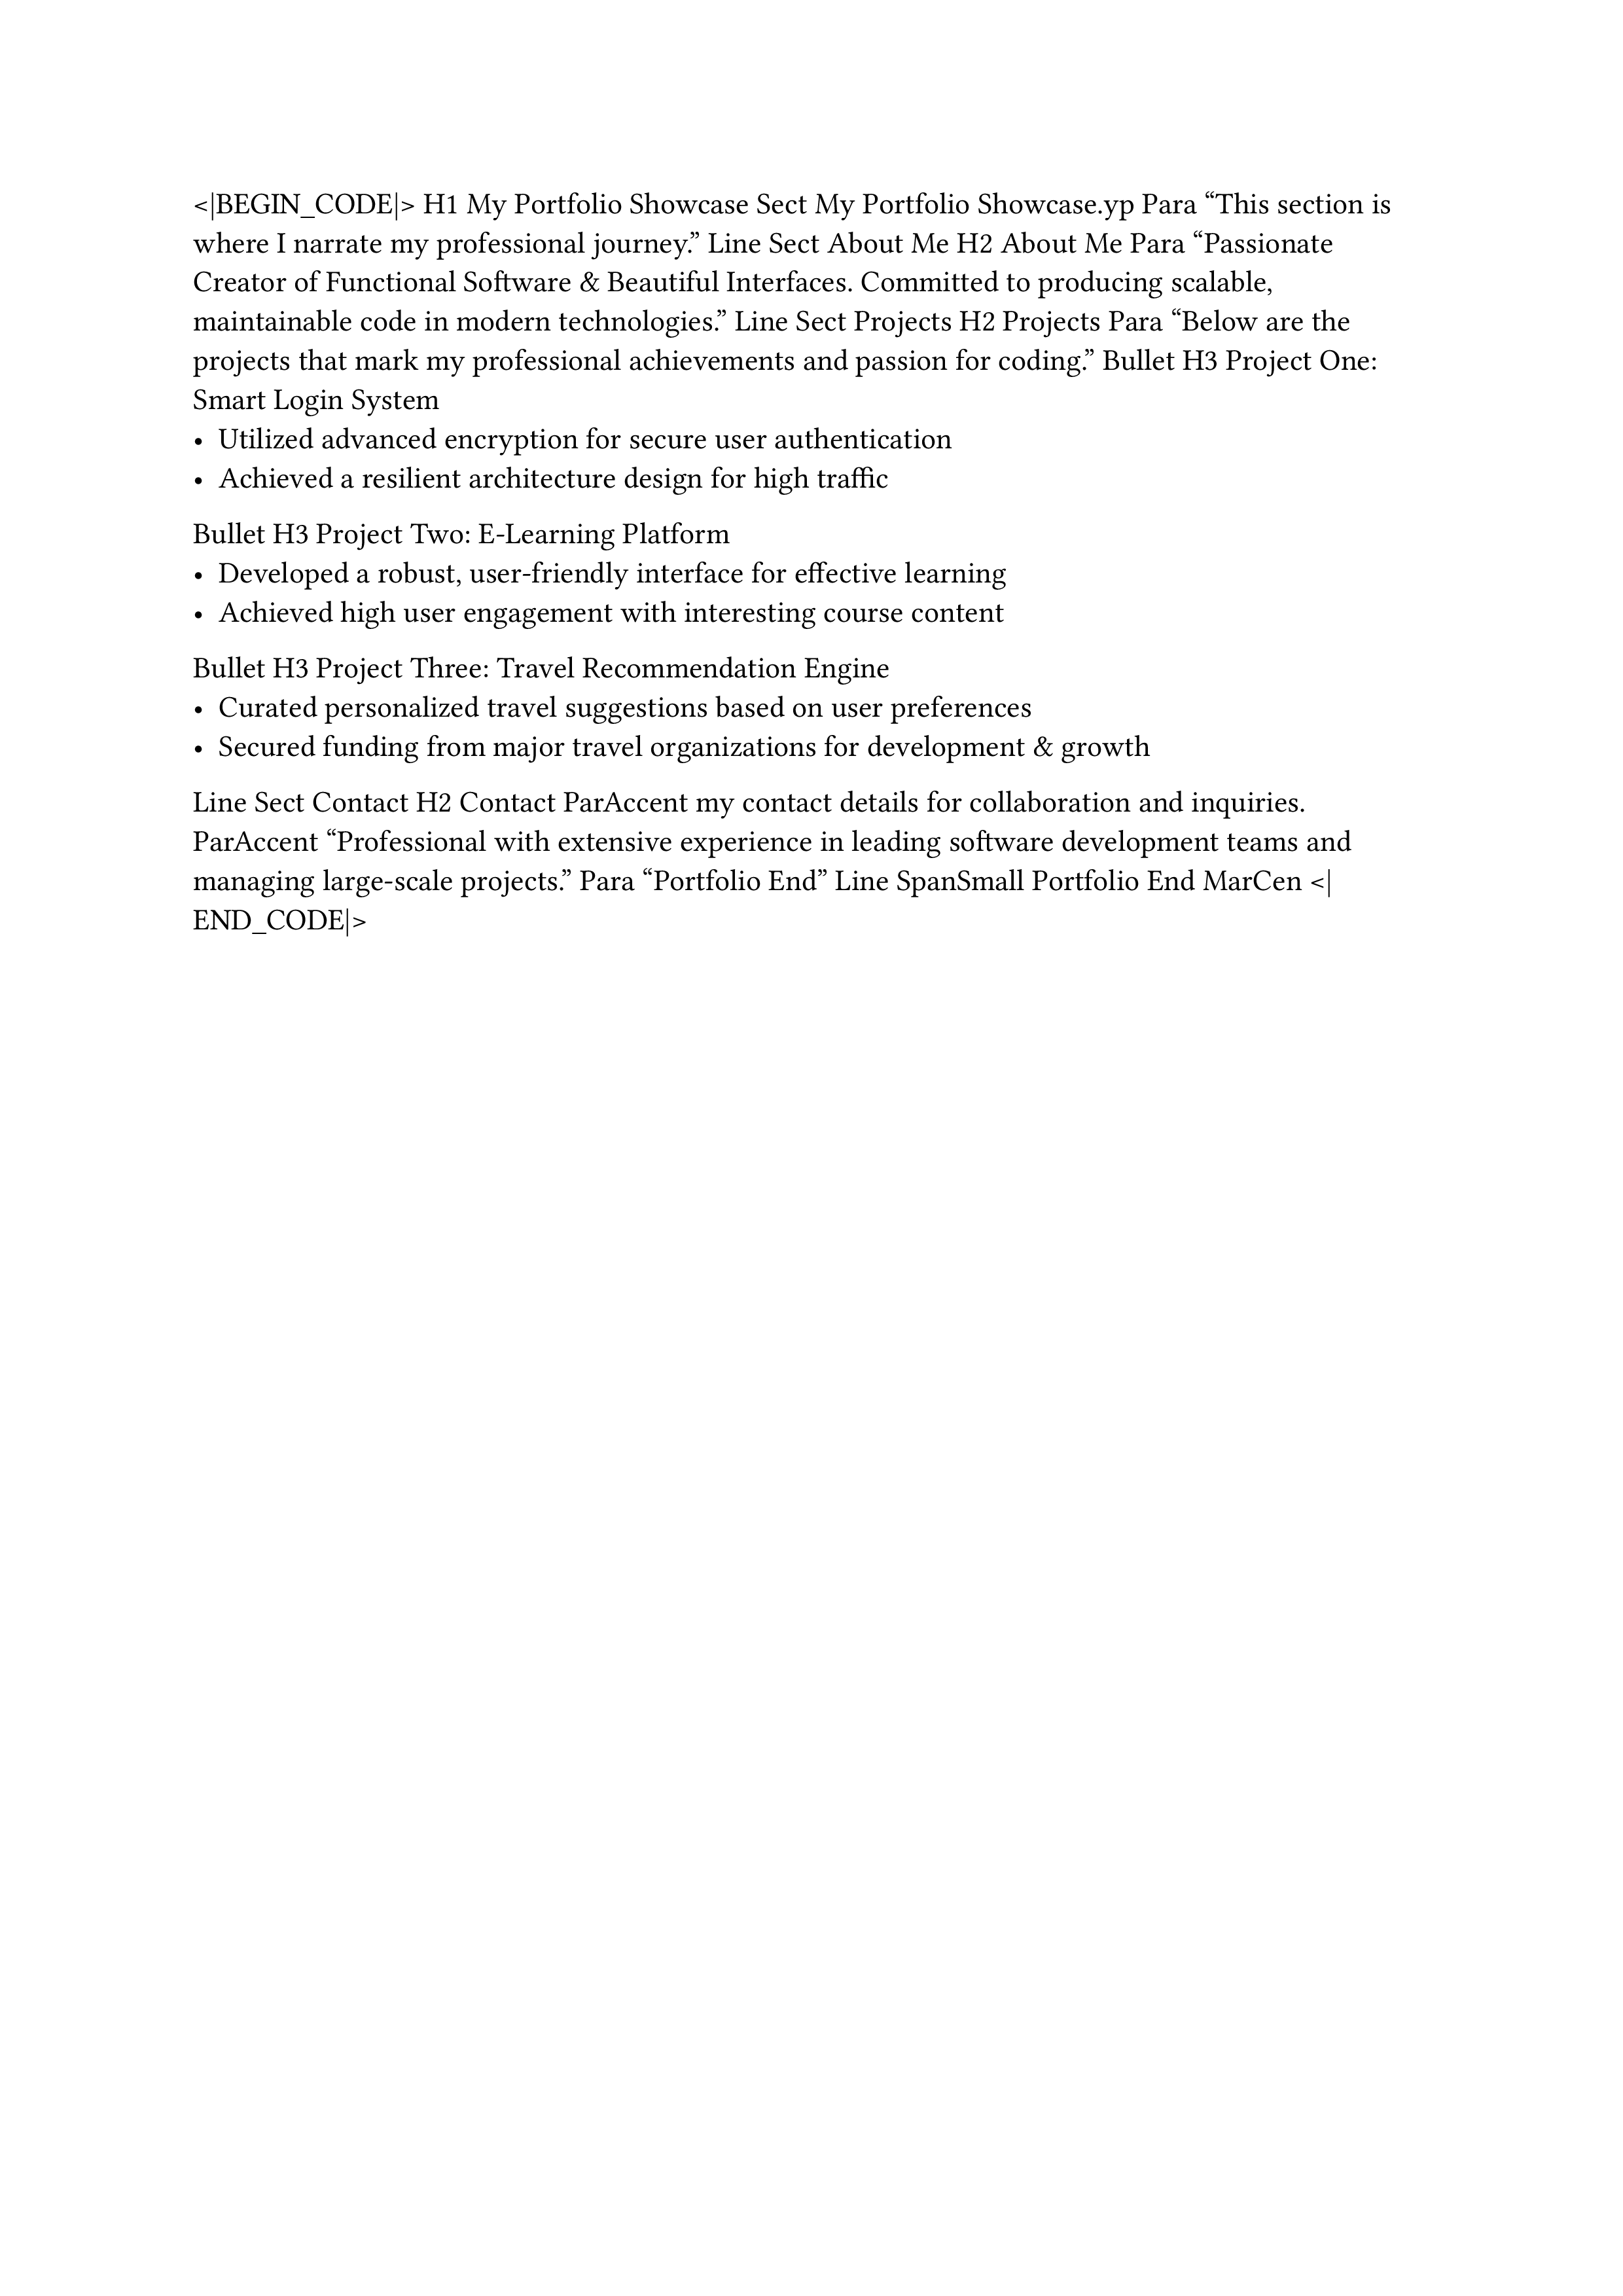 <|BEGIN_CODE|> H1 My Portfolio Showcase Sect My Portfolio Showcase.yp Para “This section is
where I narrate my professional journey.” Line Sect About Me H2 About Me Para “Passionate
Creator of Functional Software & Beautiful Interfaces. Committed to producing scalable,
maintainable code in modern technologies.” Line Sect Projects H2 Projects Para “Below are the
projects that mark my professional achievements and passion for coding.” Bullet H3 Project One:
Smart Login System
• Utilized advanced encryption for secure user authentication
• Achieved a resilient architecture design for high traffic
Bullet H3 Project Two: E-Learning Platform
• Developed a robust, user-friendly interface for effective learning
• Achieved high user engagement with interesting course content
Bullet H3 Project Three: Travel Recommendation Engine
• Curated personalized travel suggestions based on user preferences
• Secured funding from major travel organizations for development & growth
Line Sect Contact H2 Contact ParAccent my contact details for collaboration and inquiries.
ParAccent “Professional with extensive experience in leading software development teams and
managing large-scale projects.” Para “Portfolio End” Line SpanSmall Portfolio End MarCen <|
END_CODE|>